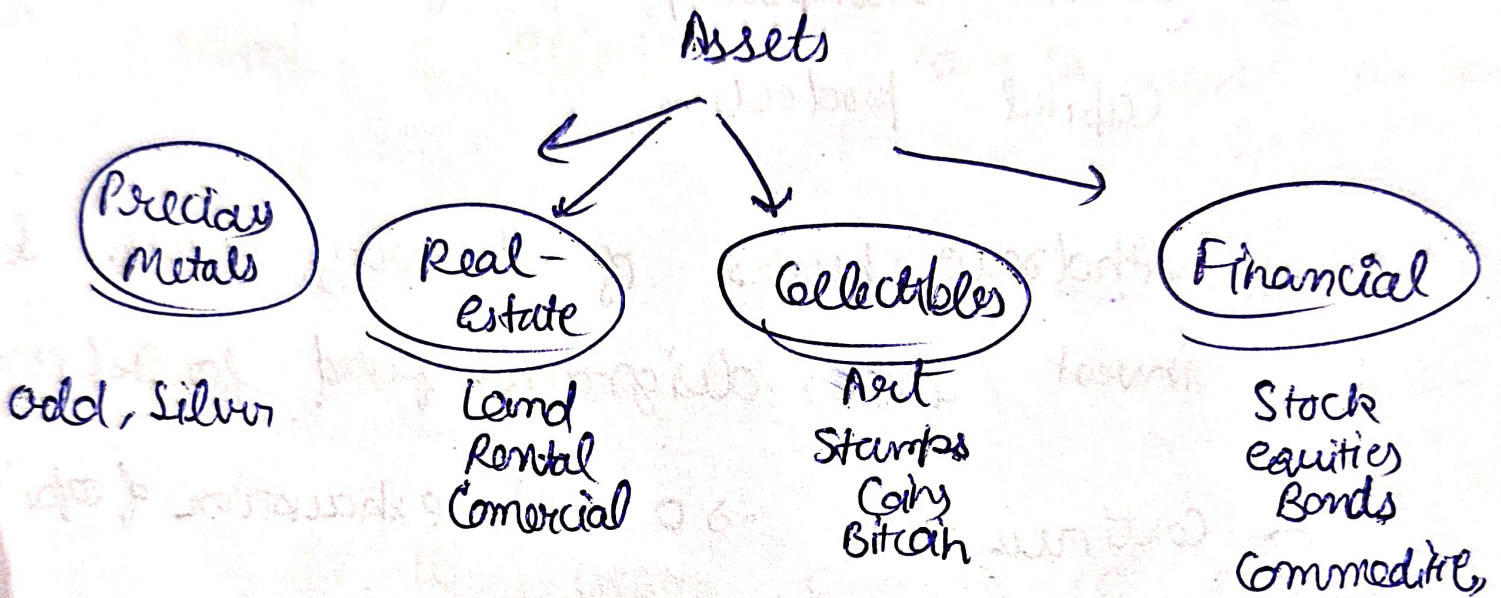 Assets
Precious
Metals
Real-
estate
Collectibles
Financial
Gold, Silver
Land
Rental
Comercial
Art
Stamps
Coins
Bitcoin
Stock
equities
Bonds
Commodities